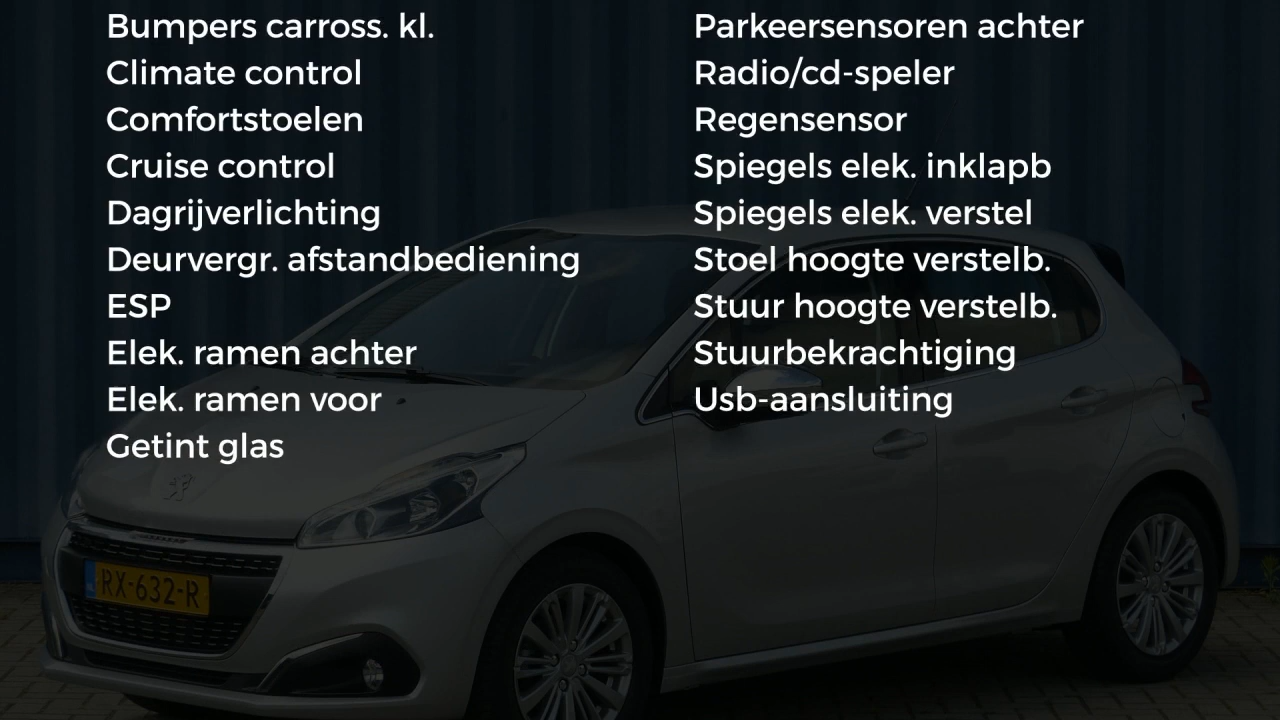 Bumpers carross. kl.
Climate control
Comfortstoelen
Cruise control
Dagrijverlichting
Deurvergr. afstandbediening
ESP
Elek. ramen achter
Elek. ramen voor
Getint glas
Parkeersensoren achter
Radio/cd-speler
Regensensor
Spiegels elek. inklapb
Spiegels elek. verstel
Stoel hoogte verstelb.
Stuur hoogte verstelb.
Stuurbekrachtiging
Usb-aansluiting
RX-632-R